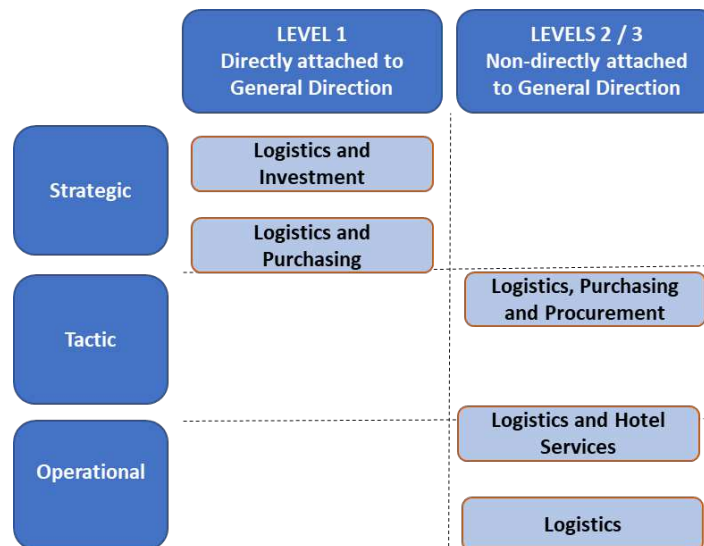 LEVEL 1
Directly attached to
General Direction
LEVELS 2 / 3
Non-directly attached
to General Direction
Strategic
Logistics and
Investment
Logistics and
Purchasing
Tactic
Logistics, Purchasing
and Procurement
Operational
Logistics and Hotel
Services
Logistics